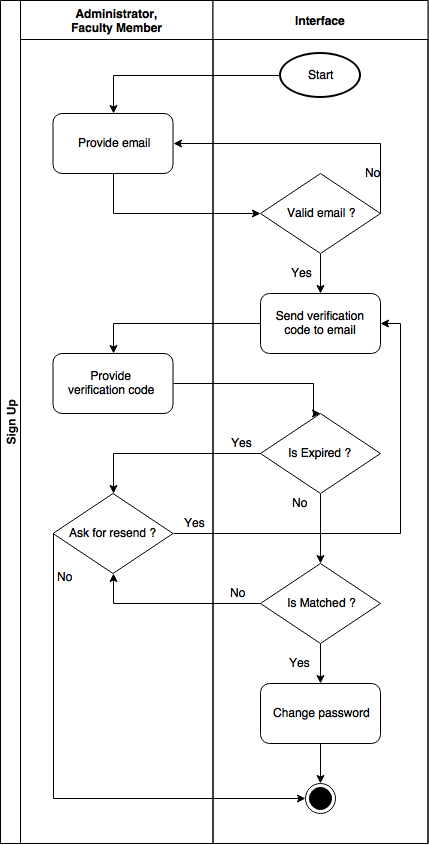 Administrator,
Faculty Member
Interface
Sign Up
Start
Provide email
No
Valid email ?
Yes
Send verification
code to email
Provide
verification code
Yes
Is Expired ?
No
Ask for resend ?
Yes
No
No
Is Matched ?
Yes
Change password